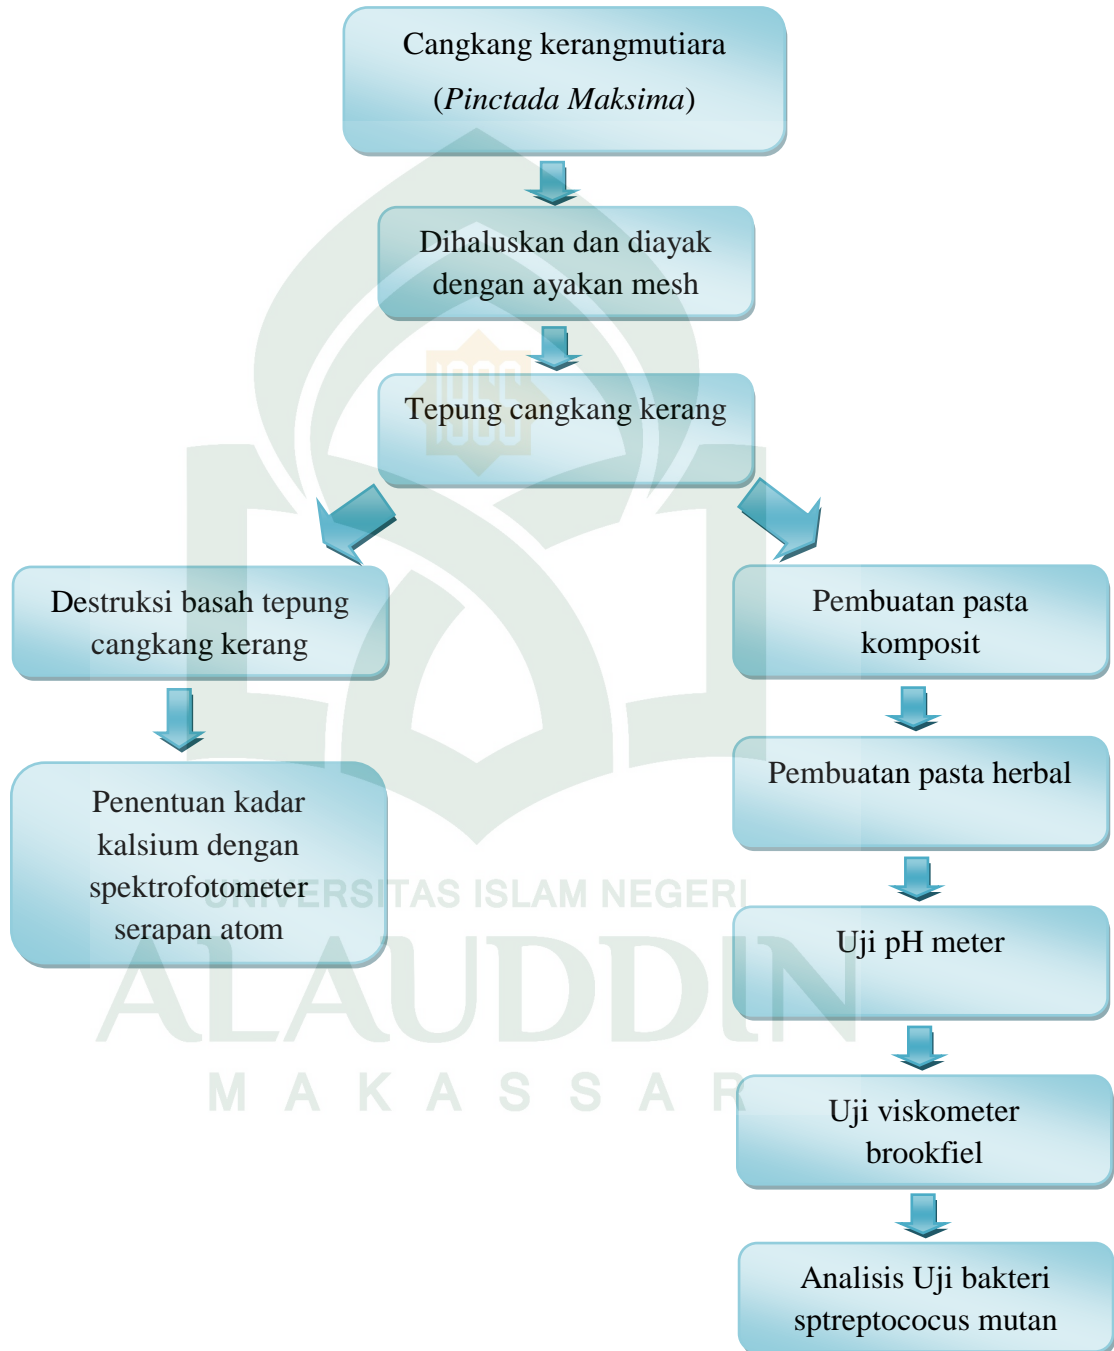 Cangkang kerangmutiara
(Pinctada Maksima)
Dihaluskan dan diayak
dengan ayakan mesh
1965
Tepung cangkang kerang
Destruksi basah tepung
cangkang kerang
Pembuatan pasta
komposit
Penentuan kadar
kalsium dengan
spektrofotometer
serapan atom
Pembuatan pasta herbal
Uji pH meter
Uji viskometer
brookfiel
Analisis Uji bakteri
sptreptococus mutan
UNIVERSITAS ISLAM NEGERI
ALAUDDIN
MAKASSAR